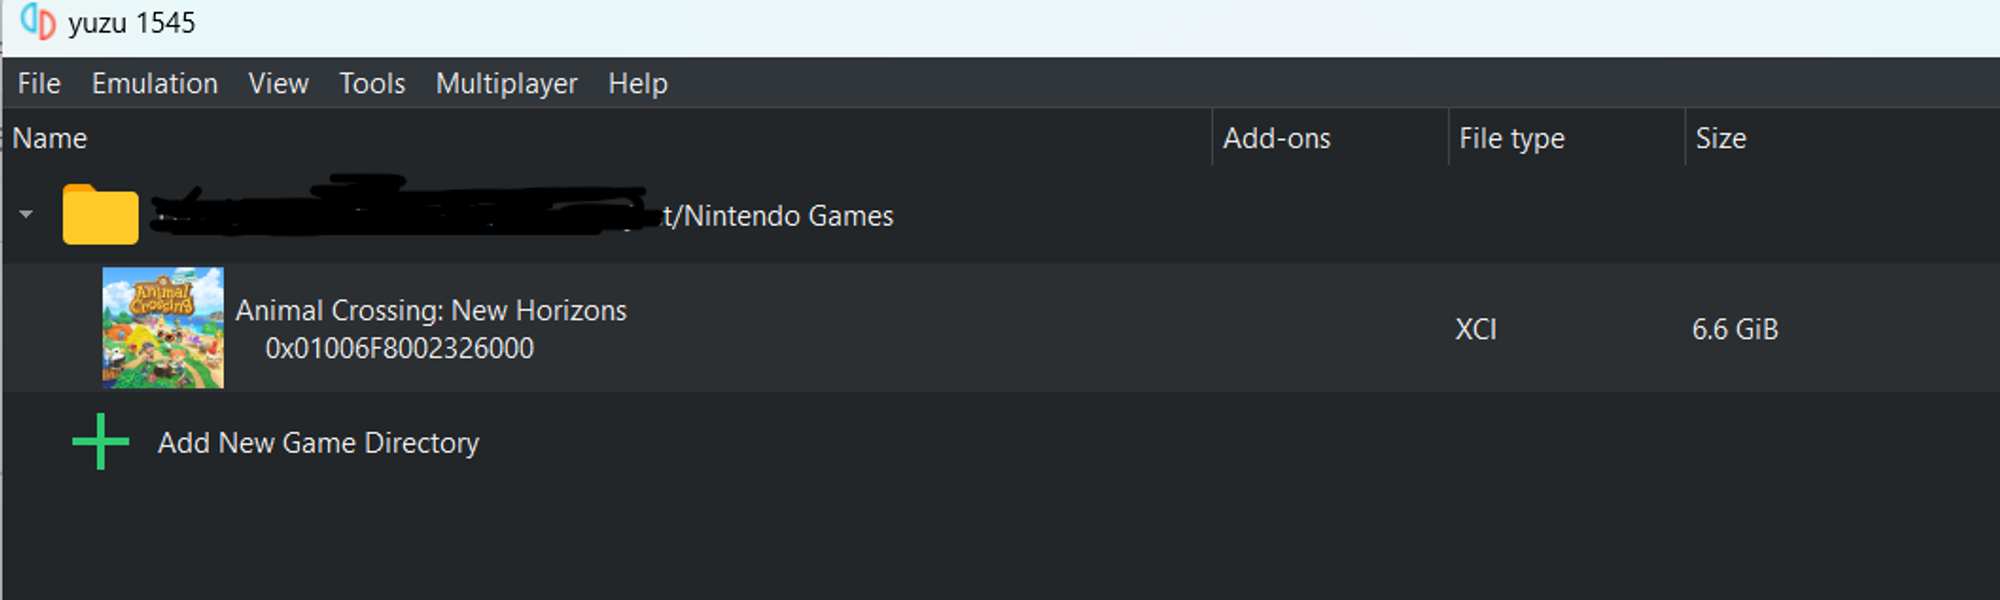 yuzu 1545
File Emulation View Tools Multiplayer Help
Name Add-ons File type Size
t/Nintendo Games
Animal Crossing
Animal Crossing: New Horizons
0x01006F8002326000
XCI 6.6 GiB
Add New Game Directory